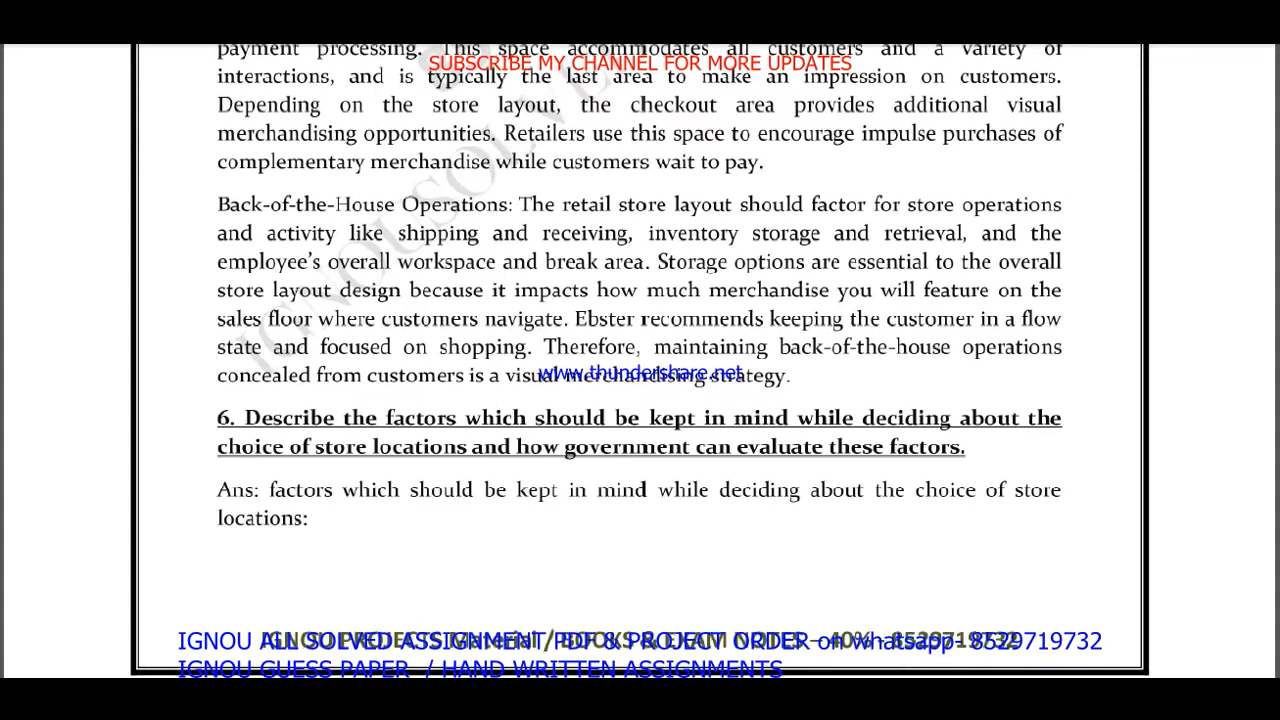 payment processing. This space accommodates all customers and a variety of
SUBSCRIBE MY CHANNEL FOR MORE UPDATES
interactions, and is typically the last area to make an impression on customers.
Depending on the store layout, the checkout area provides additional visual
merchandising opportunities. Retailers use this space to encourage impulse purchases of
complementary merchandise while customers wait to pay.
Back-of-the-House Operations: The retail store layout should factor for store operations
and activity like shipping and receiving, inventory storage and retrieval, and the
employee's overall workspace and break area. Storage options are essential to the overall
store layout design because it impacts how much merchandise you will feature on the
sales floor where customers navigate. Ebster recommends keeping the customer in a flow
state and focused on shopping. Therefore, maintaining back-of-the-house operations
concealed from customers is a visual merchandising strategy.
www.thundershare.net
6. Describe the factors which should be kept in mind while deciding about the
choice of store locations and how government can evaluate these factors.
Ans: factors which should be kept in mind while deciding about the choice of store
locations:
IGNOU ALL SOLVED ASSIGNMENT/PDF & PROJECT ORDER on whatsapp- 8529719732
IGNOU GUESS PAPER / HAND WRITTEN ASSIGNMENTS